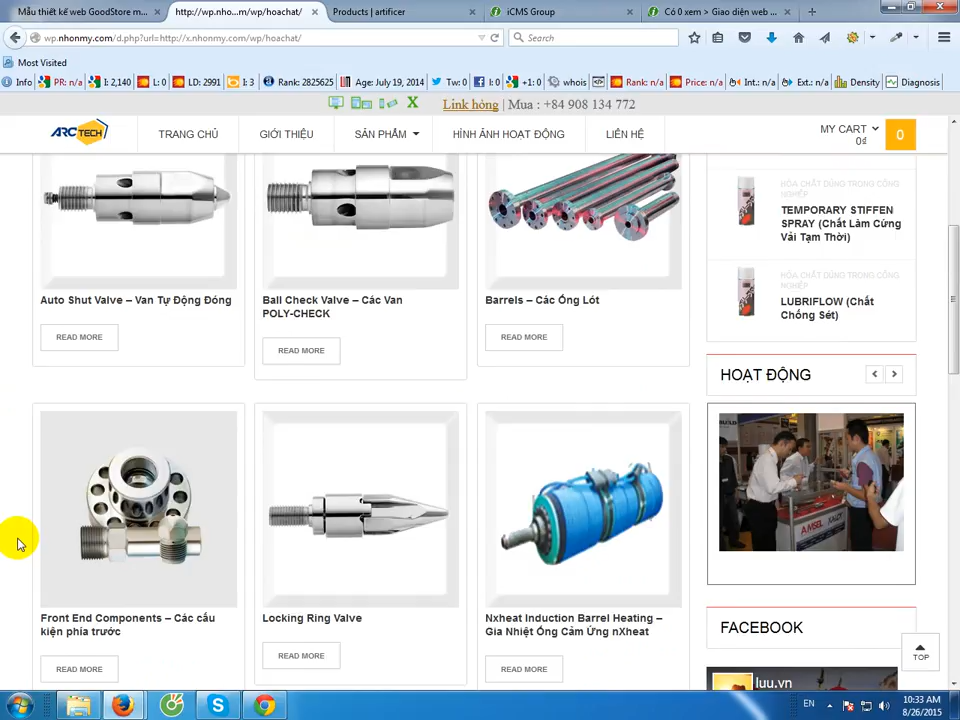 Mẫu thiết kế web GoodStore m...
http://wp.nho...m/wp/hoachat/
Products | artificer
iCMS Group
Có 0 xem > Giao diện web ...
wp.nhonmy.com/d.php?url=http://x.nhonmy.com/wp/hoachat/
Search
Most Visited
Info PR: n/a I: 2,140 L: 0 LD: 2991 I: 3 Rank: 2825625 Age: July 19, 2014 Tw: 0 I: 0 +1: 0 whois Rank: n/a Price: n/a Int.: n/a Ext.: n/a Density Diagnosis
Link hỏng | Mua : +84 908 134 772
ARCTECH
TRANG CHỦ
GIỚI THIỆU
SẢN PHẨM
HÌNH ẢNH HOẠT ĐỘNG
LIÊN HỆ
MY CART
0₫
0
Auto Shut Valve – Van Tự Động Đóng
READ MORE
Ball Check Valve – Các Van
POLY-CHECK
READ MORE
Barrels – Các Ống Lót
READ MORE
HÓA CHẤT DÙNG TRONG CÔNG
NGHIỆP
TEMPORARY STIFFEN
SPRAY (Chất Làm Cứng
Vải Tạm Thời)
HÓA CHẤT DÙNG TRONG CÔNG
NGHIỆP
LUBRIFLOW (Chất
Chống Sét)
HOẠT ĐỘNG
Front End Components – Các cấu
kiện phía trước
READ MORE
Locking Ring Valve
READ MORE
Nxheat Induction Barrel Heating –
Gia Nhiệt Ống Cảm Ứng nXheat
READ MORE
FACEBOOK
luu.vn
TOP
EN
10:33 AM
8/26/2015